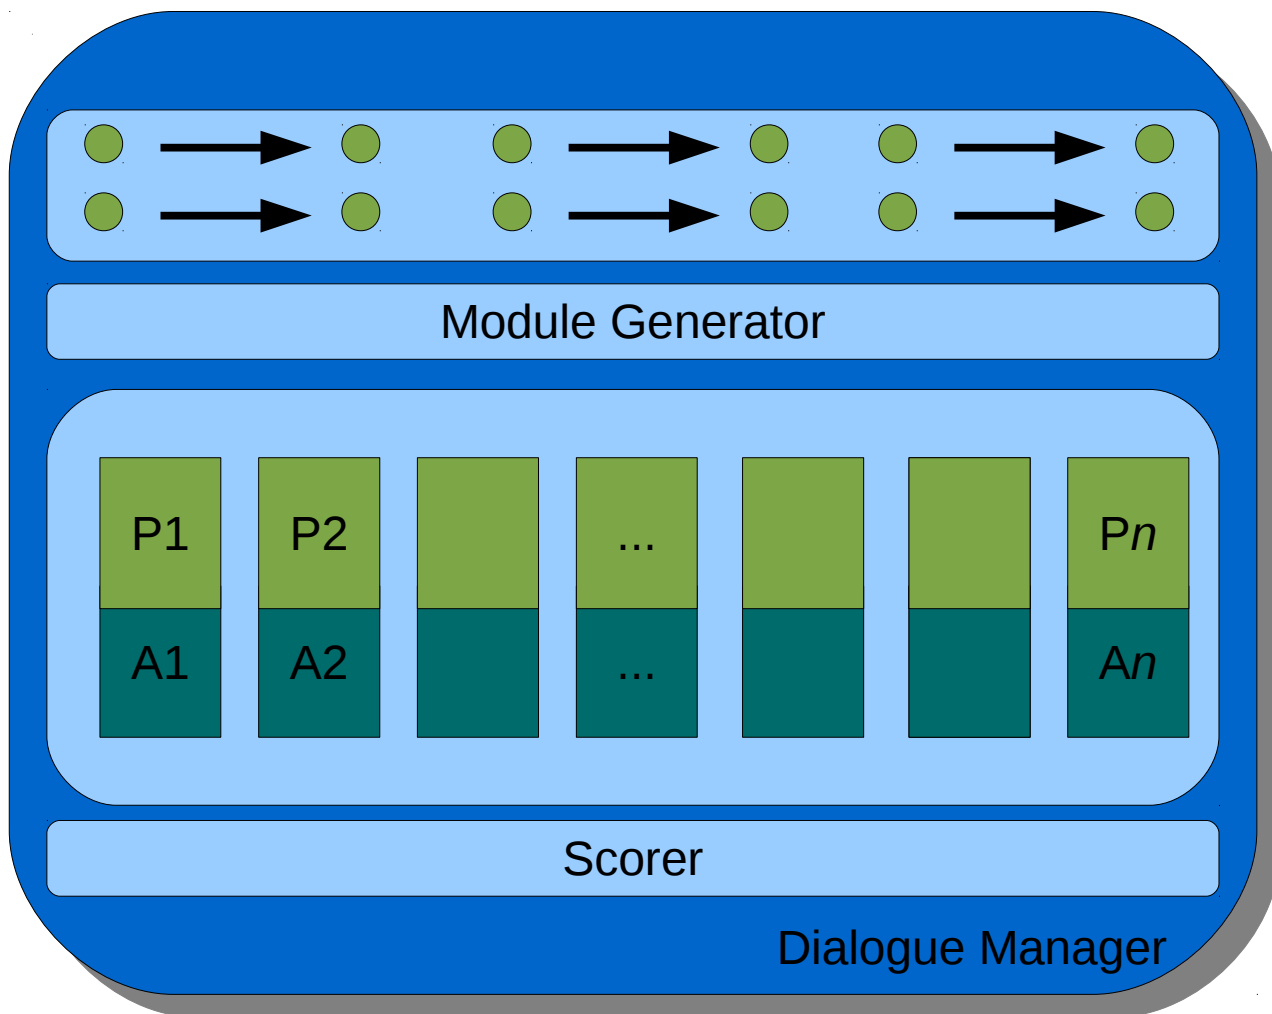 Module Generator
P1 P2 ... Pn
A1 A2 ... An
Scorer
Dialogue Manager